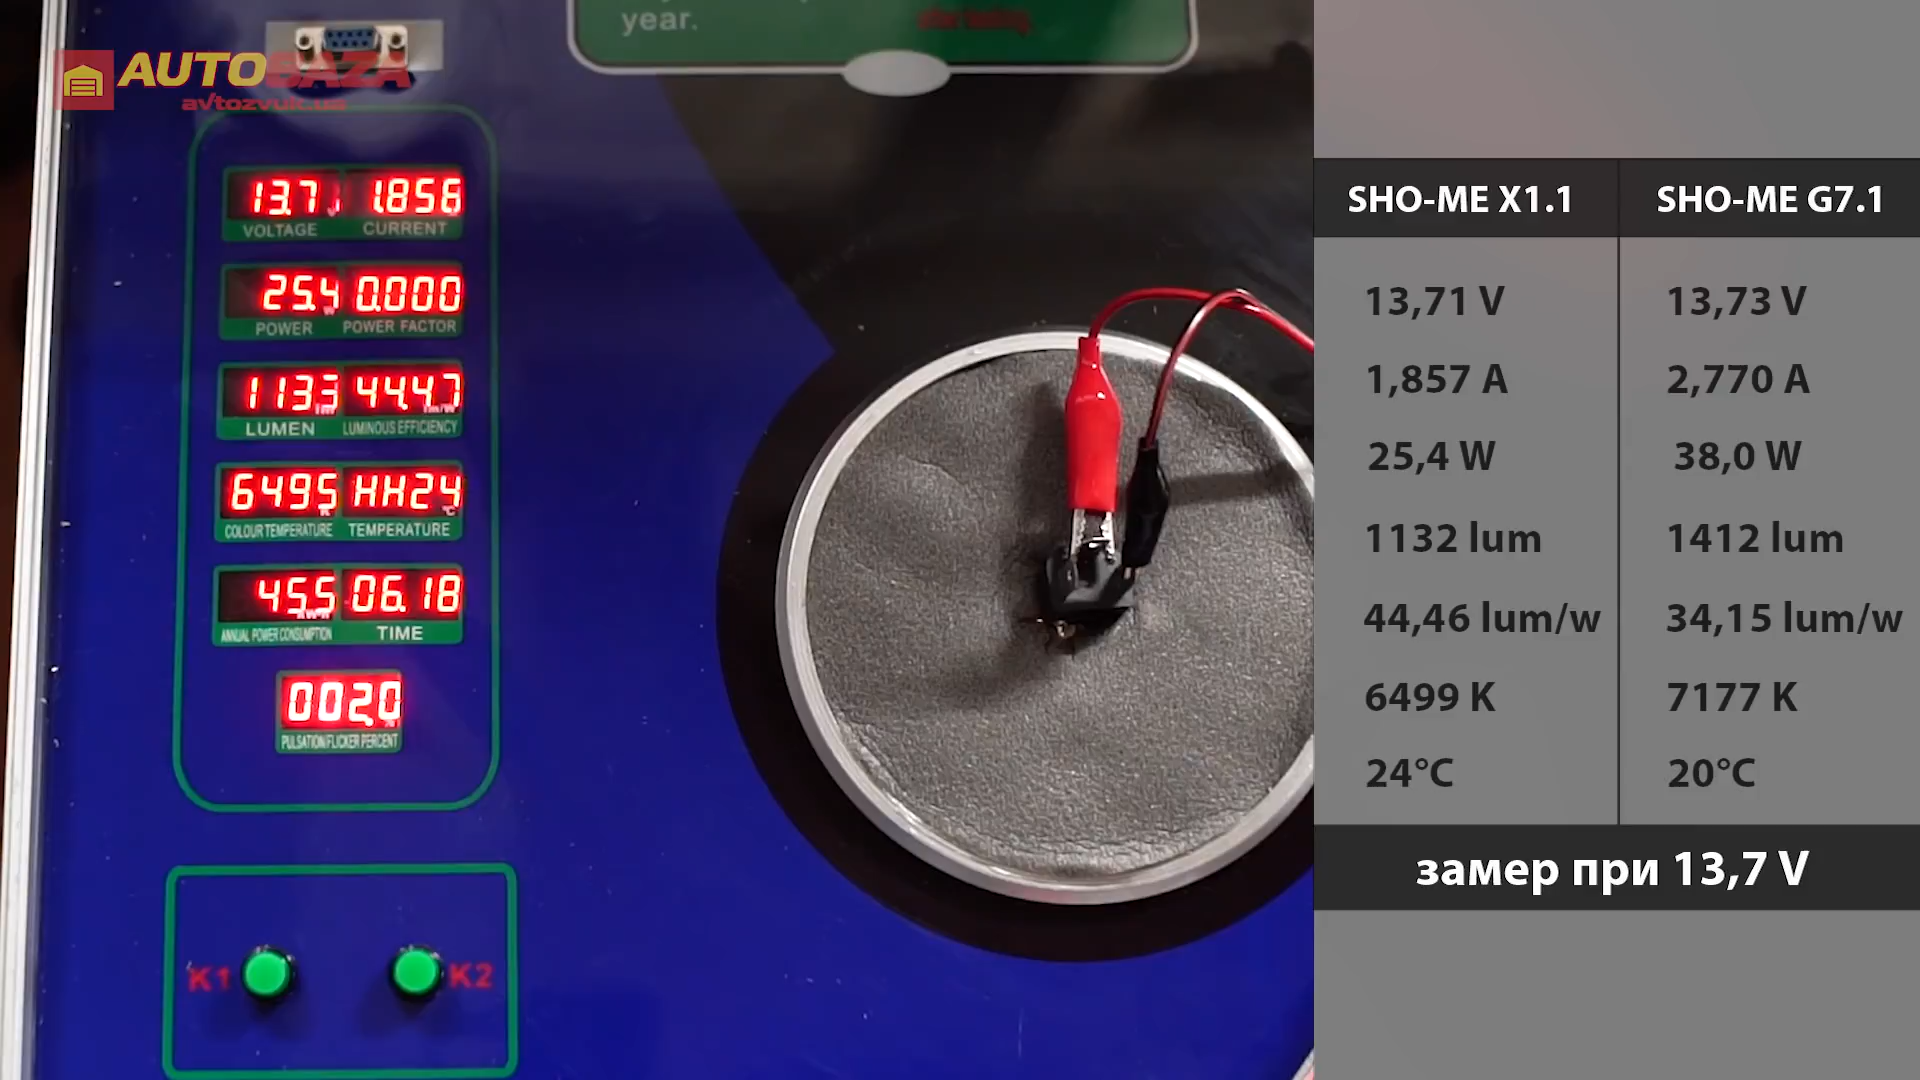 year.
AUTOBAZA
avtozvuk.ua
13.7 V 1.856
VOLTAGE CURRENT
25.4 W 0.000
POWER POWER FACTOR
1133 lm 44.47 lm/W
LUMEN LUMINOUS EFFICIENCY
6495 K HH24 °C
COLOUR TEMPERATURE TEMPERATURE
45.5 06.18
ANNUAL POWER CONSUMPTION TIME
002.0
PULSATION/FLICKER PERCENT
K1 K2
SHO-ME X1.1 SHO-ME G7.1
13,71 V 13,73 V
1,857 A 2,770 A
25,4 W 38,0 W
1132 lum 1412 lum
44,46 lum/w 34,15 lum/w
6499 K 7177 K
24°C 20°C
замер при 13,7 V